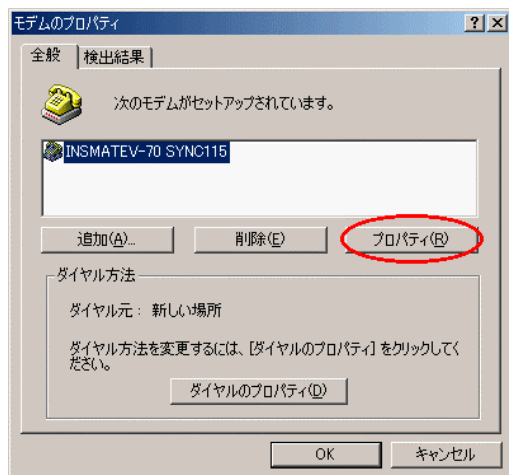 モデムのプロパティ
全般
検出結果
次のモデムがセットアップされています。
INSMATEV-70 SYNC115
追加(A)...
削除(E)
プロパティ(R)
ダイヤル方法
ダイヤル元： 新しい場所
ダイヤル方法を変更するには、[ダイヤルのプロパティ] をクリックしてく
ださい。
ダイヤルのプロパティ(D)
OK
キャンセル